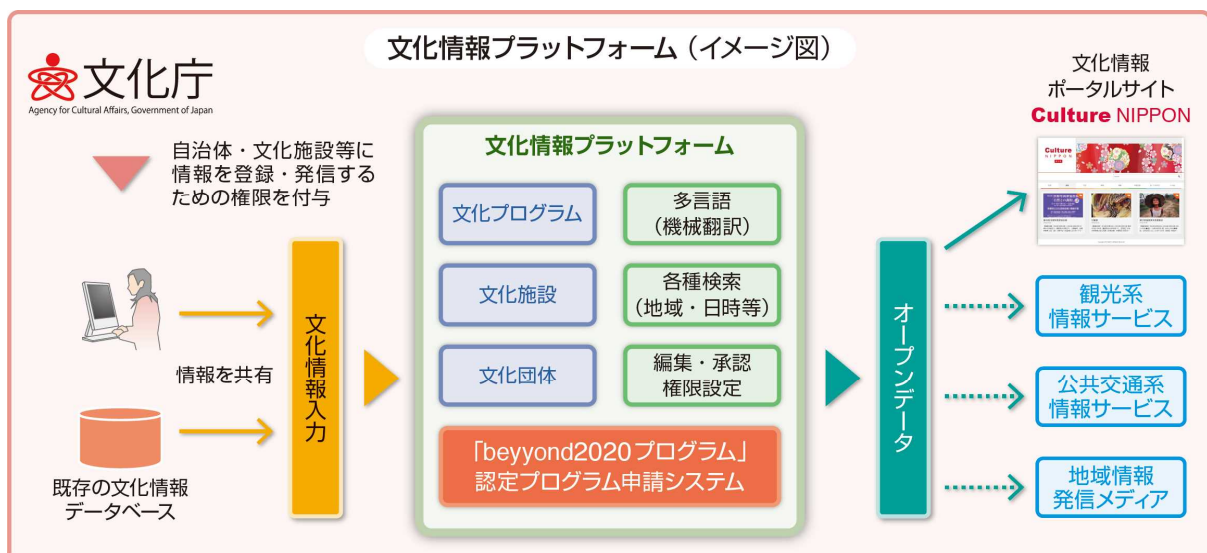 文化情報プラットフォーム（イメージ図）
文化庁
Agency for Cultural Affairs, Government of Japan
自治体・文化施設等に
情報を登録・発信する
ための権限を付与
情報を共有
既存の文化情報
データベース
文化情報入力
文化情報プラットフォーム
文化プログラム
多言語
（機械翻訳）
文化施設
各種検索
（地域・日時等）
文化団体
編集・承認
権限設定
「beyyond2020プログラム」
認定プログラム申請システム
オープンデータ
文化情報
ポータルサイト
Culture NIPPON
Culture
NIPPON
観光系
情報サービス
公共交通系
情報サービス
地域情報
発信メディア